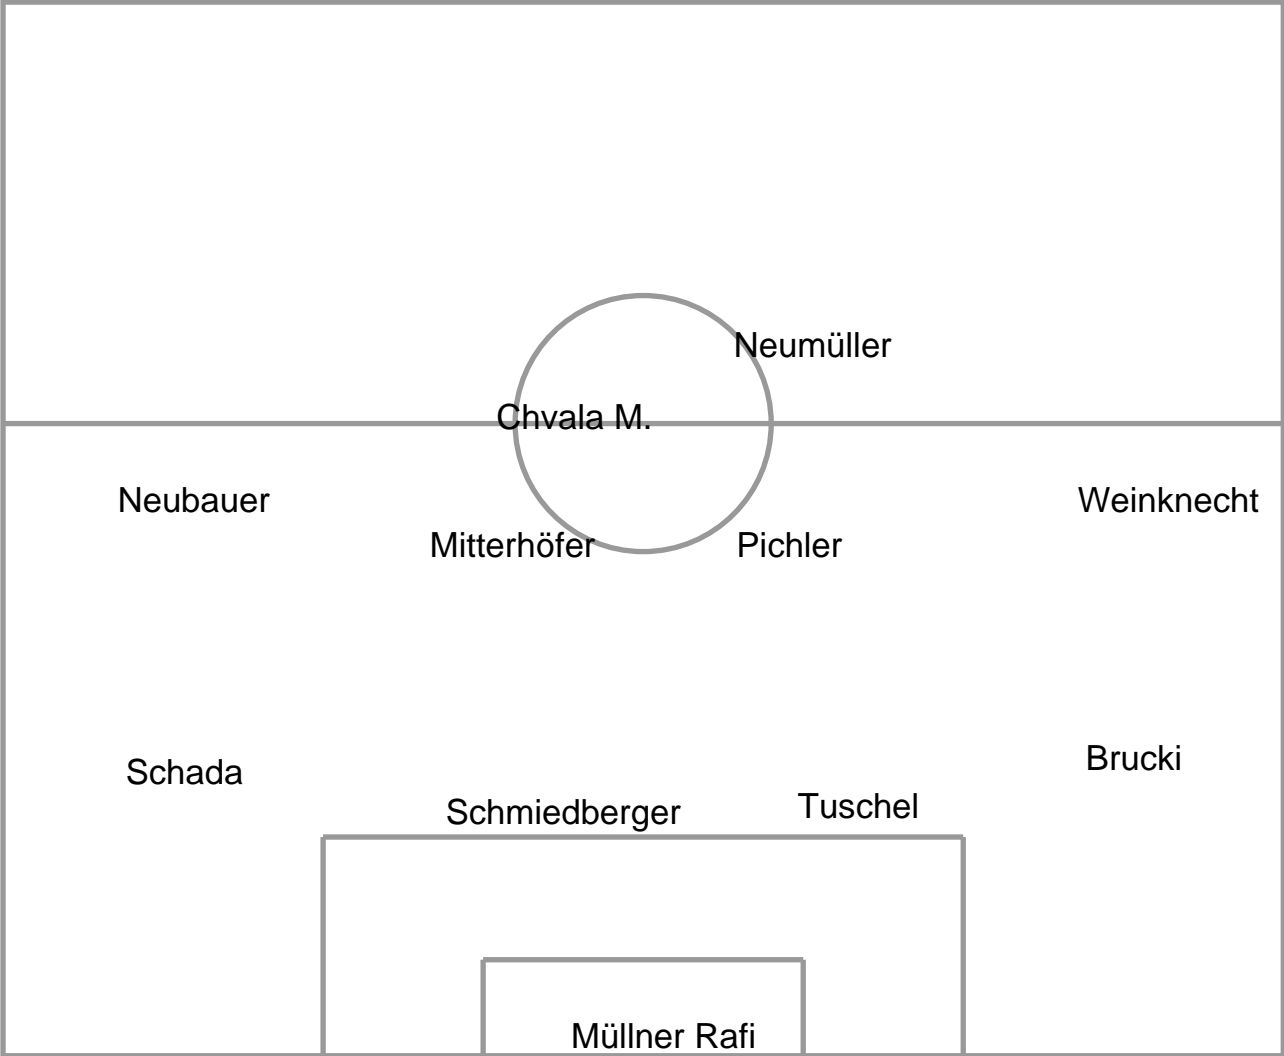 Neumüller
Chvala M.
Neubauer
Weinknecht
Mitterhöfer
Pichler
Schada
Brucki
Schmiedberger
Tuschel
Müllner Rafi